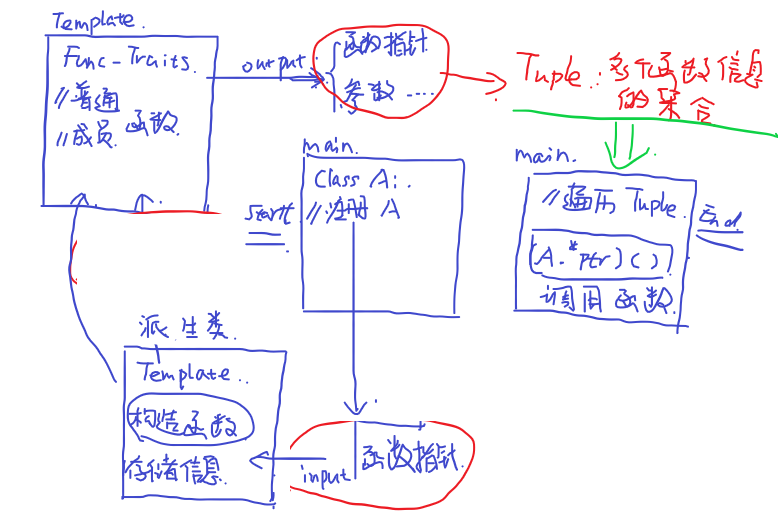 Template.
Func-Traits.
//普通
//成员. 函数.
output
函数指针
参数 ....
Tuple : 多个函数信息
的集合
main.
Class A:.
//注册 A
Start.
main.
//遍历 Tuple.
(A.*ptr)()
调用函数.
End.
派生类.
Template..
构造函数
存储信息.
input
函数指针.